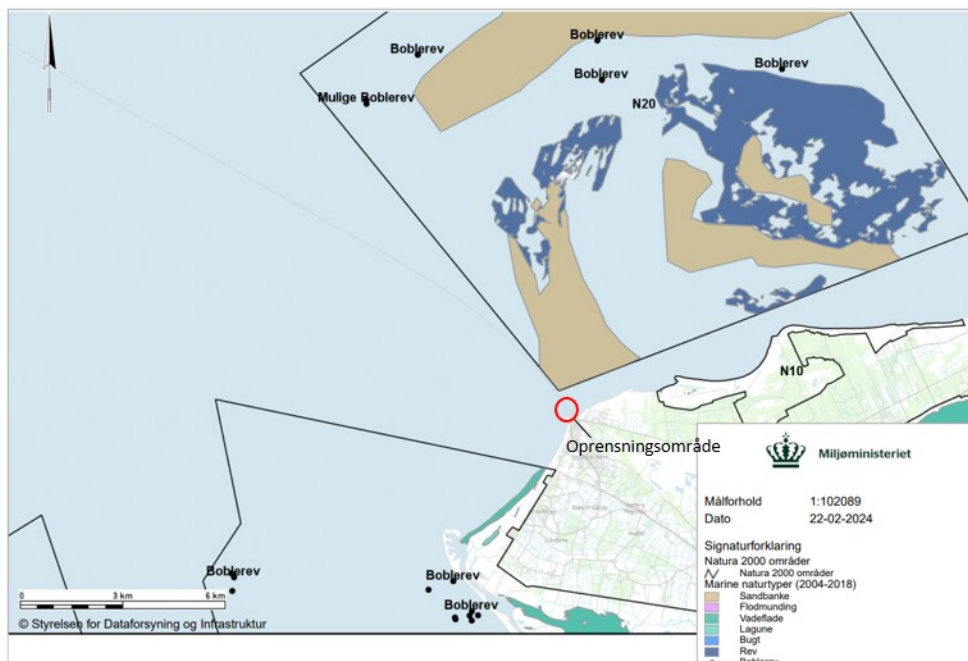 Boblerev
Boblerev
Boblerev
Boblerev
Mulige Boblerev
N20
N10
Oprensningsområde
Boblerev
Boblerev
Boblerev
0 3 km 6 km
© Styrelsen for Dataforsyning og Infrastruktur
Miljøministeriet
Målforhold 1:102089
Dato 22-02-2024
Signaturforklaring
Natura 2000 områder
Natura 2000 områder
Marine naturtyper (2004-2018)
Sandbanke
Flodmunding
Vadeflade
Lagune
Bugt
Rev
Boblerev